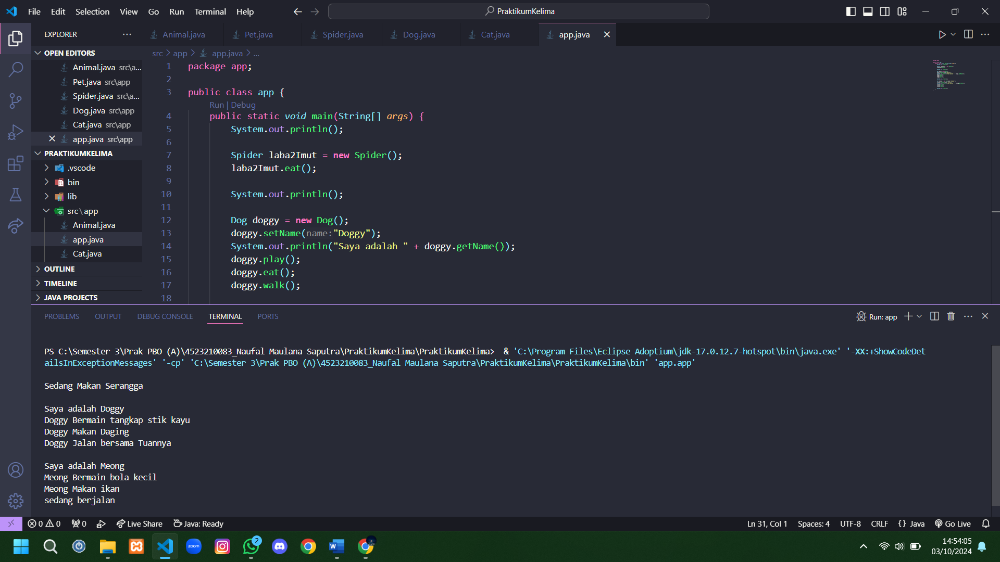 File Edit Selection View Go Run Terminal Help
PraktikumKelima
EXPLORER
Animal.java
Pet.java
Spider.java
Dog.java
Cat.java
app.java
OPEN EDITORS
Animal.java src\a...
Pet.java src\app
Spider.java src\a...
Dog.java src\app
Cat.java src\app
app.java src\app
PRAKTIKUMKELIMA
.vscode
bin
lib
src\app
Animal.java
app.java
Cat.java
OUTLINE
TIMELINE
JAVA PROJECTS
src > app > app.java > ...
1 package app;
2
3 public class app {
Run | Debug
4 public static void main(String[] args) {
5 System.out.println();
6
7 Spider laba2Imut = new Spider();
8 laba2Imut.eat();
9
10 System.out.println();
11
12 Dog doggy = new Dog();
13 doggy.setName(name:"Doggy");
14 System.out.println("Saya adalah " + doggy.getName());
15 doggy.play();
16 doggy.eat();
17 doggy.walk();
18
PROBLEMS OUTPUT DEBUG CONSOLE TERMINAL PORTS
Run: app
PS C:\Semester 3\Prak PBO (A)\4523210083_Naufal Maulana Saputra\PraktikumKelima\PraktikumKelima> & 'C:\Program Files\Eclipse Adoptium\jdk-17.0.12.7-hotspot\bin\java.exe' '-XX:+ShowCodeDet
ailsInExceptionMessages' '-cp' 'C:\Semester 3\Prak PBO (A)\4523210083_Naufal Maulana Saputra\PraktikumKelima\PraktikumKelima\bin' 'app.app'
Sedang Makan Serangga
Saya adalah Doggy
Doggy Bermain tangkap stik kayu
Doggy Makan Daging
Doggy Jalan bersama Tuannya
Saya adalah Meong
Meong Bermain bola kecil
Meong Makan ikan
sedang berjalan
0 0 0 Live Share Java: Ready
Ln 31, Col 1 Spaces: 4 UTF-8 CRLF {} Java Go Live
zoom
2
W
14:54:05
03/10/2024